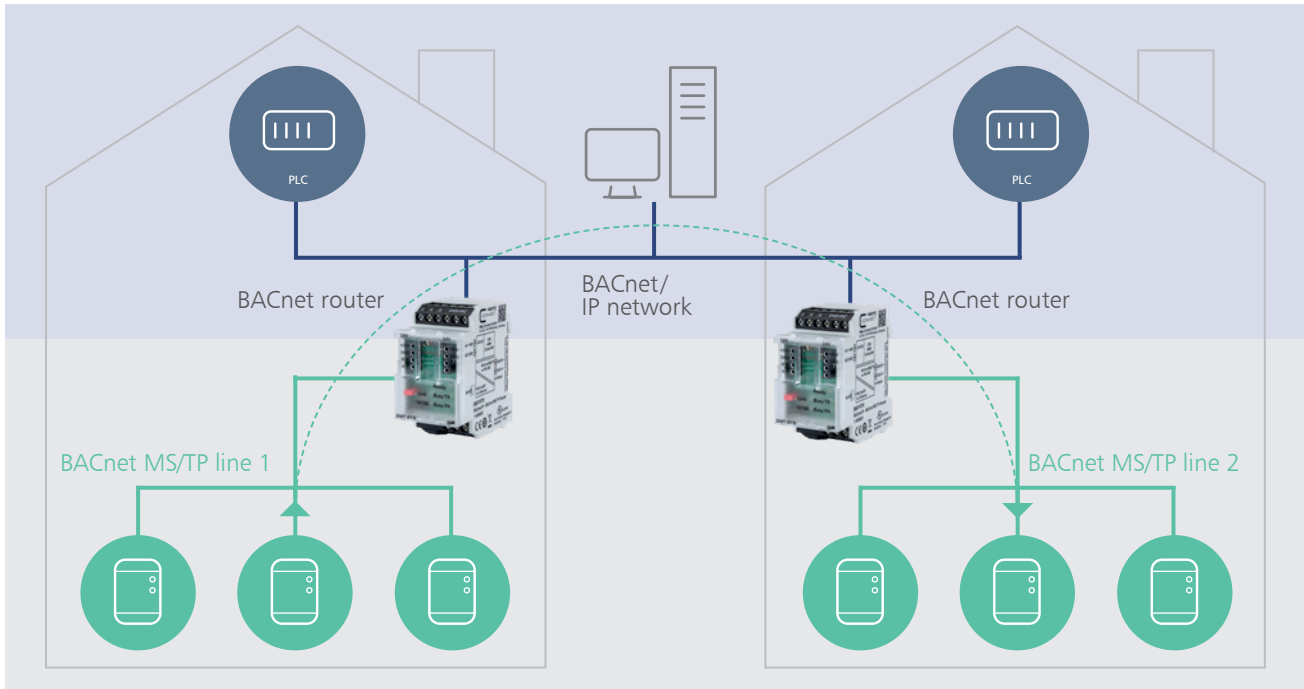 PLC
PLC
BACnet router
BACnet/
IP network
BACnet router
BACnet MS/TP line 1
BACnet MS/TP line 2